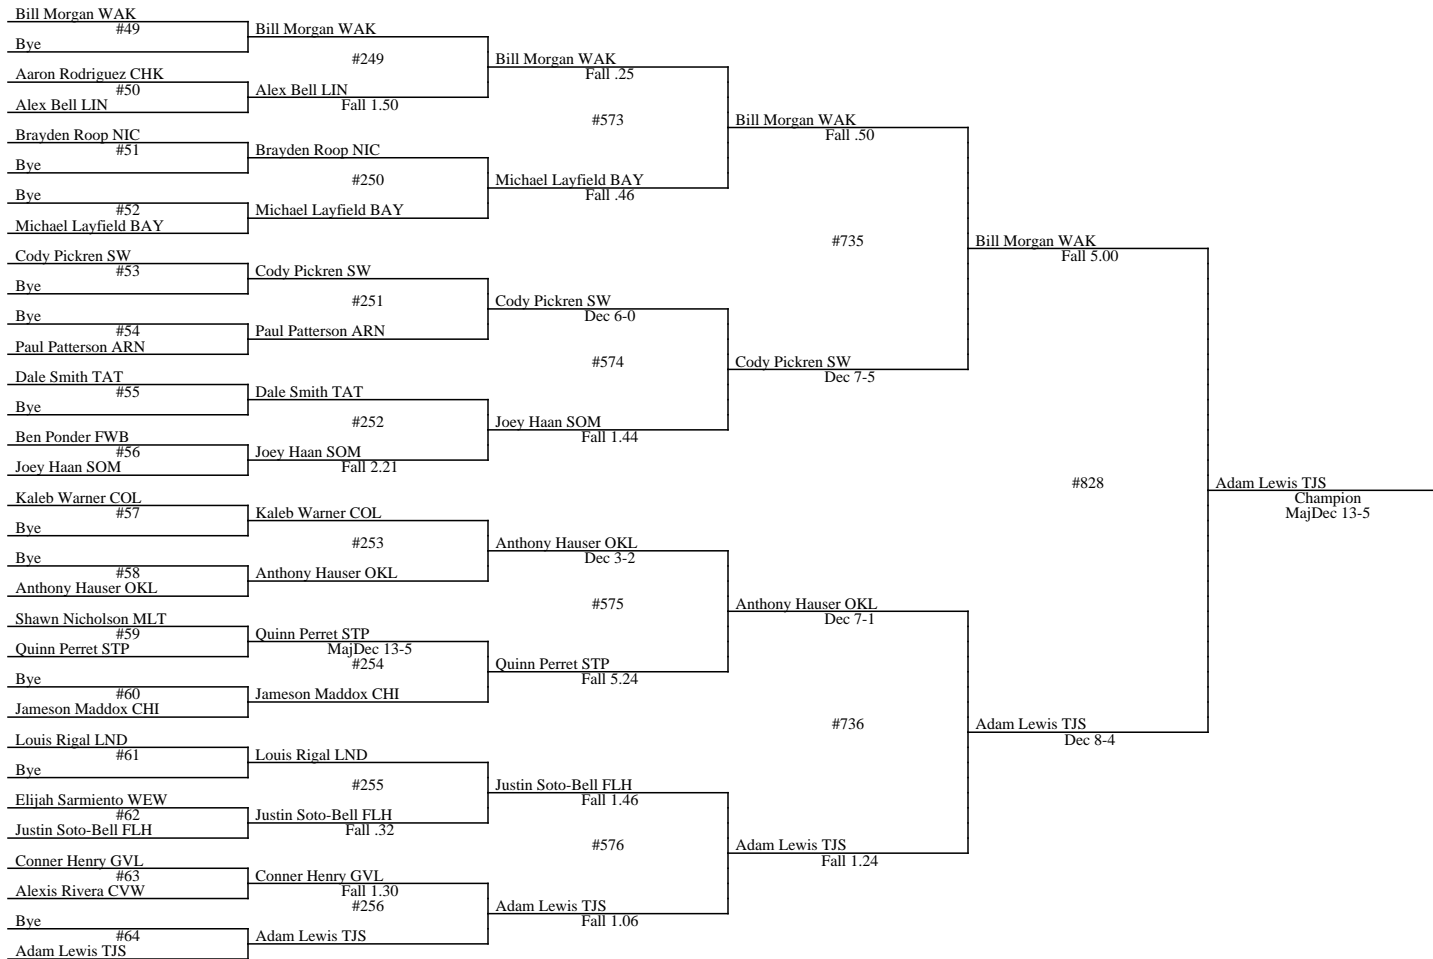 Bill Morgan WAK
#49
Bye
Bill Morgan WAK
#249
Aaron Rodriguez CHK
#50
Alex Bell LIN
Alex Bell LIN
Fall 1.50
Bill Morgan WAK
Fall .25
#573
Brayden Roop NIC
#51
Bye
Brayden Roop NIC
#250
Bye
#52
Michael Layfield BAY
Michael Layfield BAY
Michael Layfield BAY
Fall .46
Bill Morgan WAK
Fall .50
#735
Cody Pickren SW
#53
Bye
Cody Pickren SW
#251
Bye
#54
Paul Patterson ARN
Paul Patterson ARN
Cody Pickren SW
Dec 6-0
#574
Dale Smith TAT
#55
Bye
Dale Smith TAT
#252
Ben Ponder FWB
#56
Joey Haan SOM
Joey Haan SOM
Fall 2.21
Joey Haan SOM
Fall 1.44
Cody Pickren SW
Dec 7-5
Bill Morgan WAK
Fall 5.00
#828
Kaleb Warner COL
#57
Bye
Kaleb Warner COL
#253
Bye
#58
Anthony Hauser OKL
Anthony Hauser OKL
Anthony Hauser OKL
Dec 3-2
#575
Shawn Nicholson MLT
#59
Quinn Perret STP
Quinn Perret STP
MajDec 13-5
#254
Bye
#60
Jameson Maddox CHI
Jameson Maddox CHI
Quinn Perret STP
Fall 5.24
Anthony Hauser OKL
Dec 7-1
#736
Louis Rigal LND
#61
Bye
Louis Rigal LND
#255
Elijah Sarmiento WEW
#62
Justin Soto-Bell FLH
Justin Soto-Bell FLH
Fall .32
Justin Soto-Bell FLH
Fall 1.46
#576
Conner Henry GVL
#63
Alexis Rivera CVW
Conner Henry GVL
Fall 1.30
#256
Bye
#64
Adam Lewis TJS
Adam Lewis TJS
Adam Lewis TJS
Fall 1.06
Adam Lewis TJS
Fall 1.24
Adam Lewis TJS
Dec 8-4
Adam Lewis TJS
Champion
MajDec 13-5